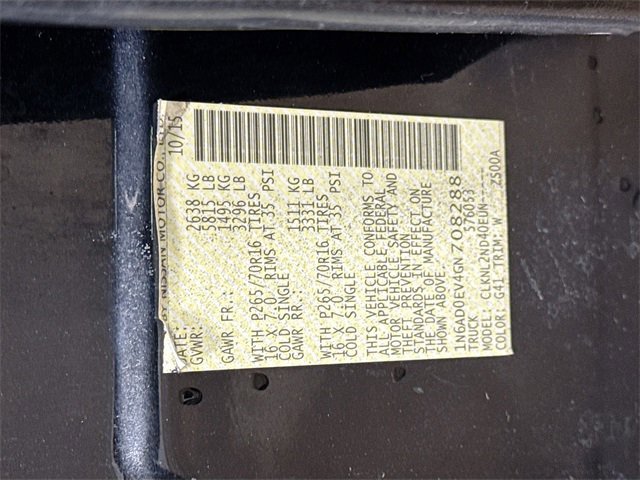 BY NISSAN MOTOR CO., LTD.
DATE: 10/15
GVWR: 2638 KG
5815 LB
GAWR FR.: 1495 KG
3296 LB
WITH P265/70R16 TIRES
16 X 7.0 RIMS AT 35 PSI
COLD SINGLE
GAWR RR.: 1511 KG
3331 LB
WITH P265/70R16 TIRES
16 X 7.0 RIMS AT 35 PSI
COLD SINGLE
THIS VEHICLE CONFORMS TO
ALL APPLICABLE FEDERAL
MOTOR VEHICLE SAFETY AND
THEFT PREVENTION
STANDARDS IN EFFECT ON
THE DATE OF MANUFACTURE
SHOWN ABOVE.
1N6AD0EV4GN708288
TRUCK 576053
MODEL: CLKNL2ND40EUN----
COLOR: G41 TRIM: W ZS00A